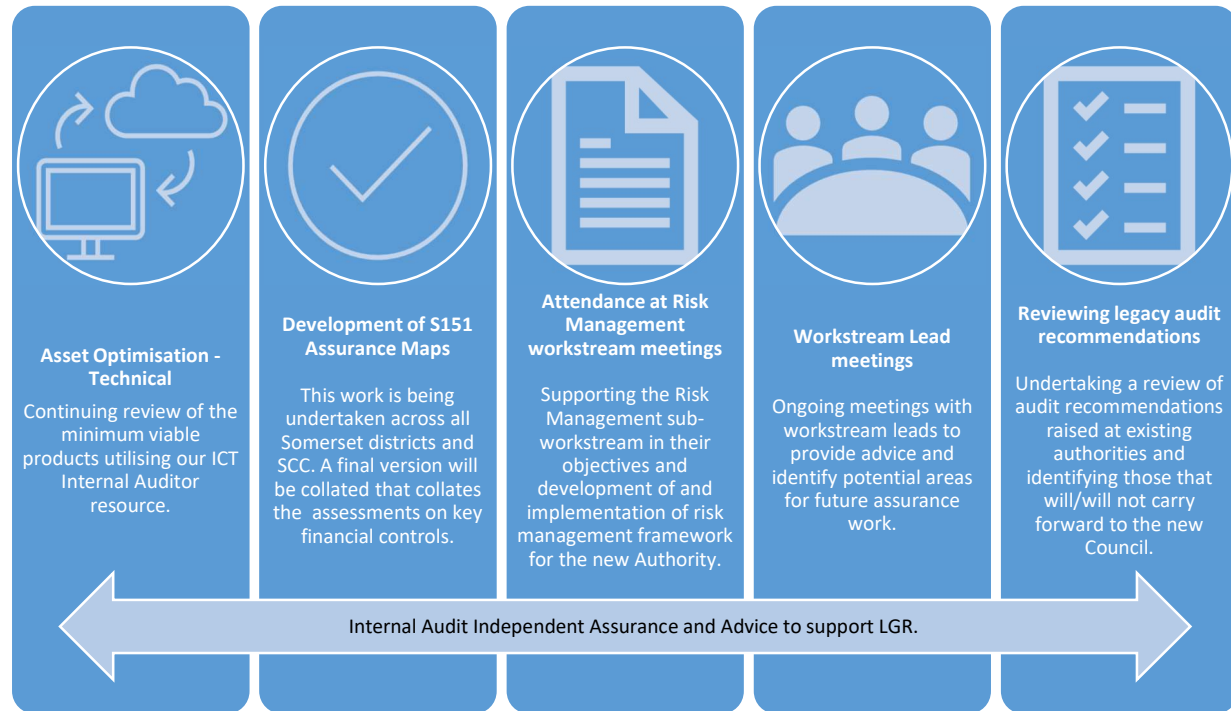 Asset Optimisation -
Technical
Continuing review of the
minimum viable
products utilising our ICT
Internal Auditor
resource.
Development of S151
Assurance Maps
This work is being
undertaken across all
Somerset districts and
SCC. A final version will
be collated that collates
the assessments on key
financial controls.
Attendance at Risk
Management
workstream meetings
Supporting the Risk
Management sub-
workstream in their
objectives and
development of and
implementation of risk
management framework
for the new Authority.
Workstream Lead
meetings
Ongoing meetings with
workstream leads to
provide advice and
identify potential areas
for future assurance
work.
Reviewing legacy audit
recommendations
Undertaking a review of
audit recommendations
raised at existing
authorities and
identifying those that
will/will not carry
forward to the new
Council.
Internal Audit Independent Assurance and Advice to support LGR.